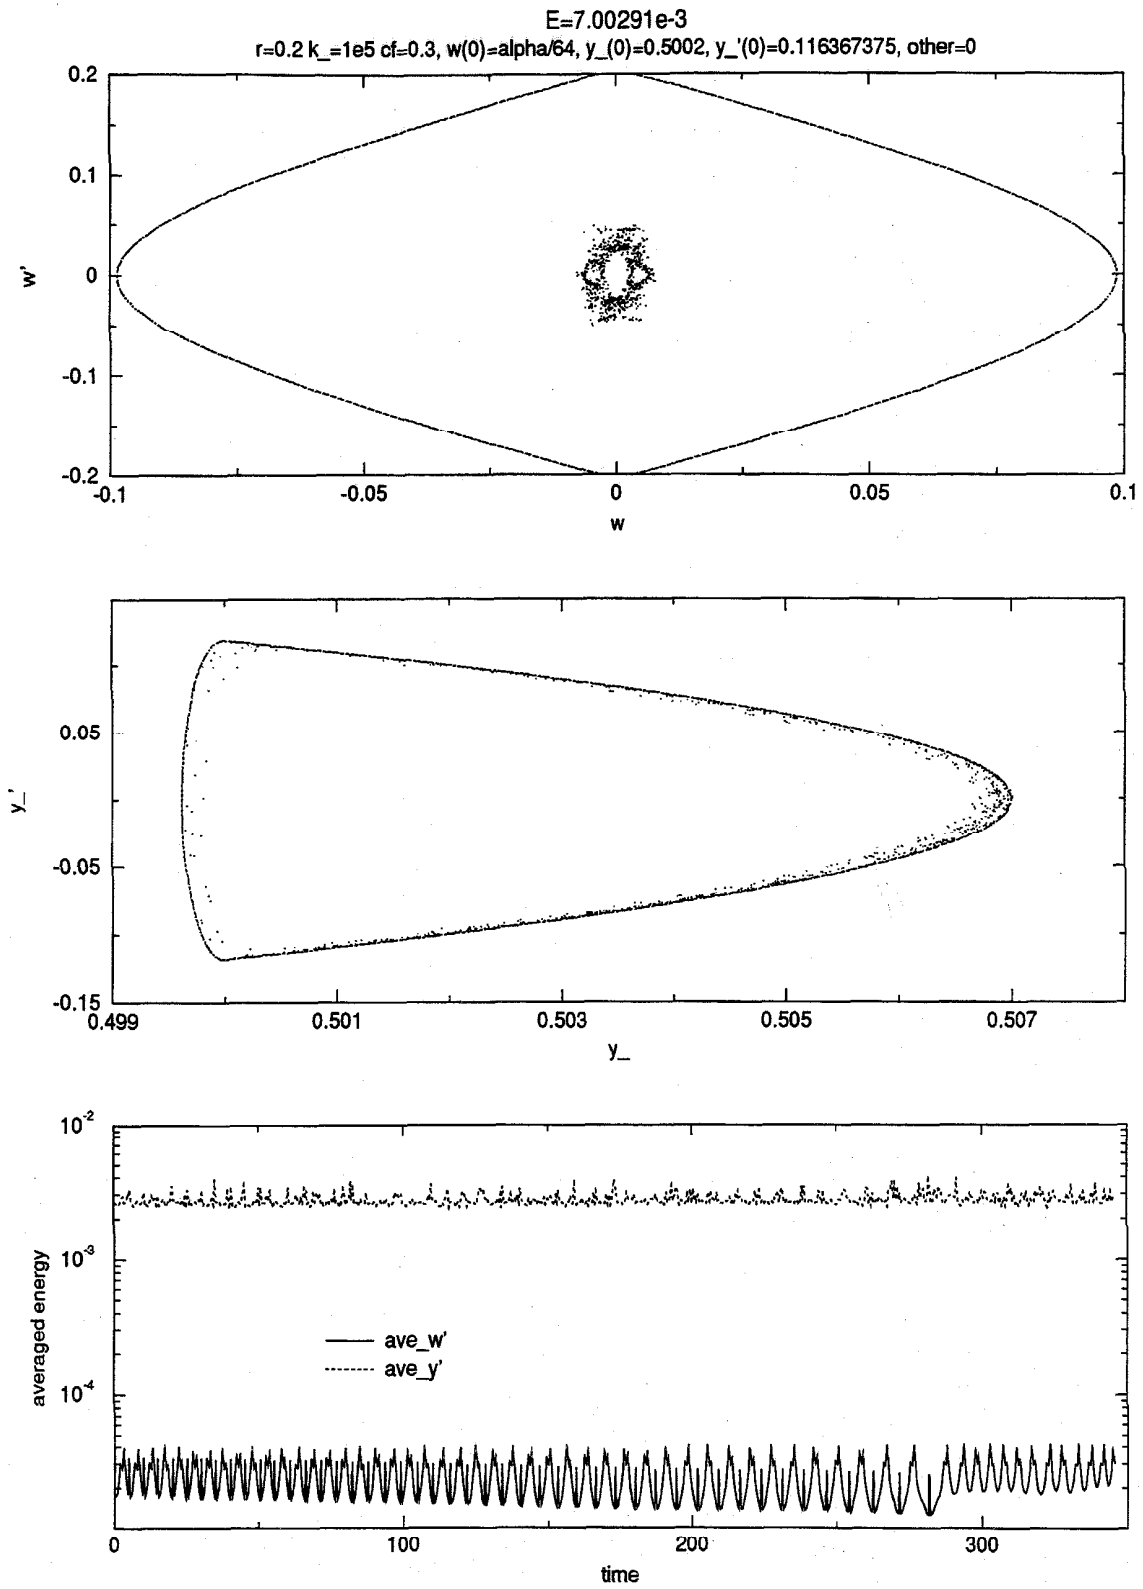 E=7.00291e-3
r=0.2 k_=1e5 cf=0.3, w(0)=alpha/64, y_(0)=0.5002, y_'(0)=0.116367375, other=0
0.2
0.1
w'
0
-0.1
-0.2
-0.1 -0.05 0 0.05 0.1
w
0.05
y_'
-0.05
-0.15
0.499 0.501 0.503 0.505 0.507
y_
10-2
10-3
averaged energy
ave_w'
ave_y'
10-4
0 100 200 300
time